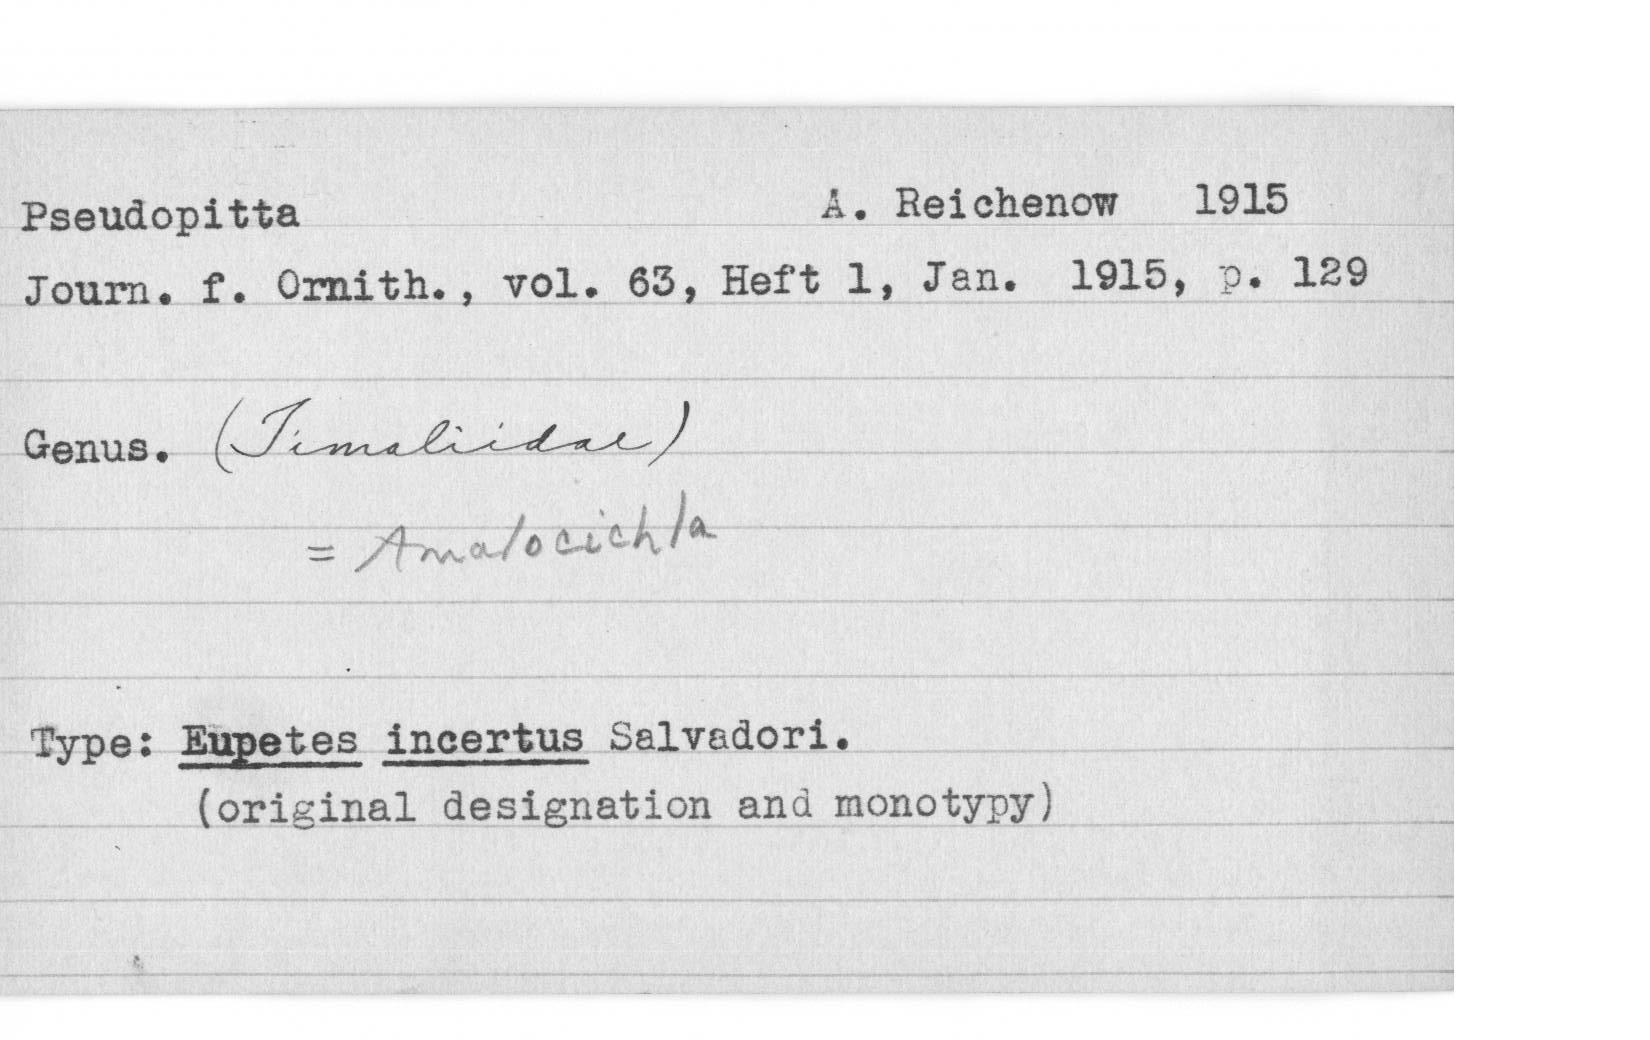 Pseudopitta A. Reichenow 1915
Journ. f. Ornith., vol. 63, Heft 1, Jan. 1915, p. 129
Genus. (Timaliidae)
= Amalocichla
Type: Eupetes incertus Salvadori.
(original designation and monotypy)